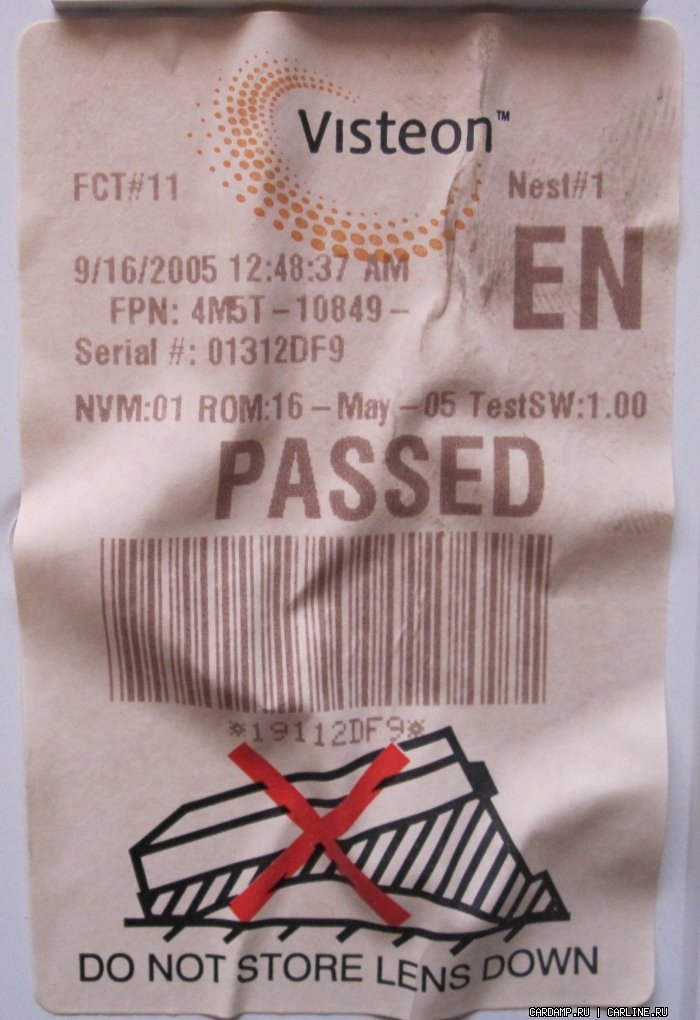 Visteon™
FCT#11 Nest#1
EN
9/16/2005 12:48:37 AM
FPN: 4M5T-10849-
Serial #: 01312DF9
NVM:01 ROM:16-May-05 TestSW:1.00
PASSED
*19112DF9*
DO NOT STORE LENS DOWN
CARDAMP.RU | CARLINE.RU